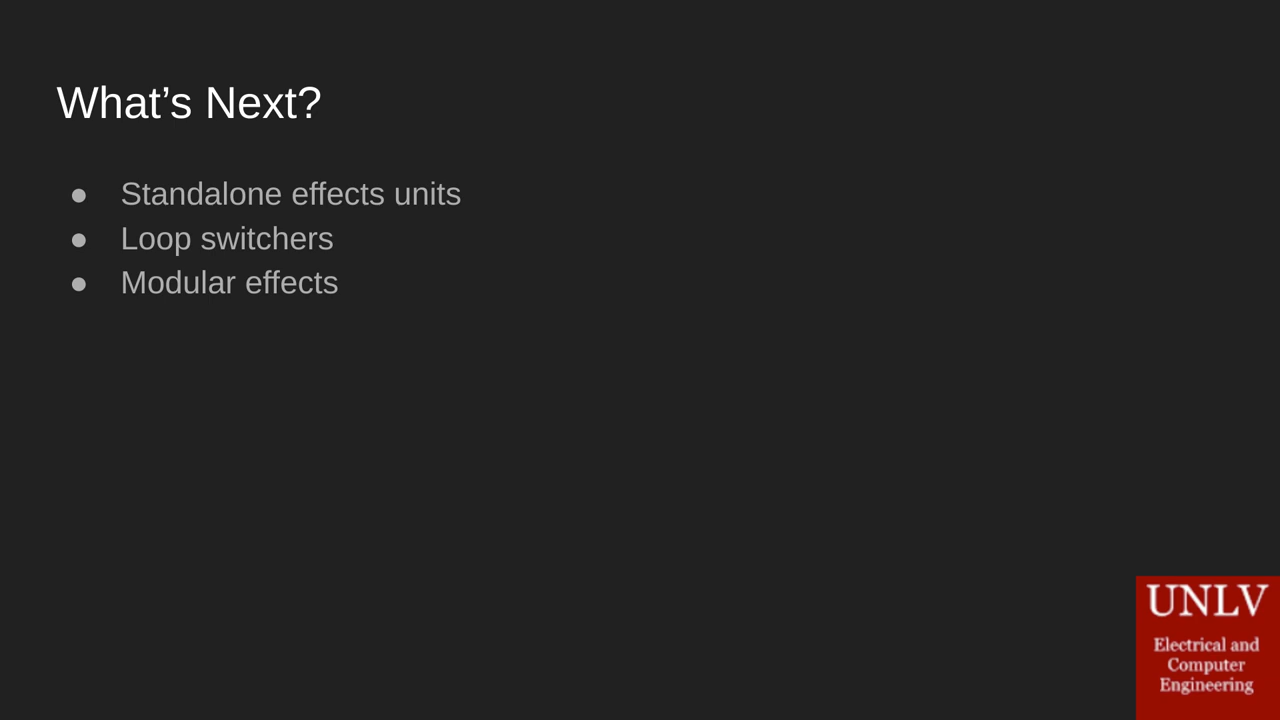 What’s Next?
● Standalone effects units
● Loop switchers
● Modular effects
UNLV
Electrical and
Computer
Engineering